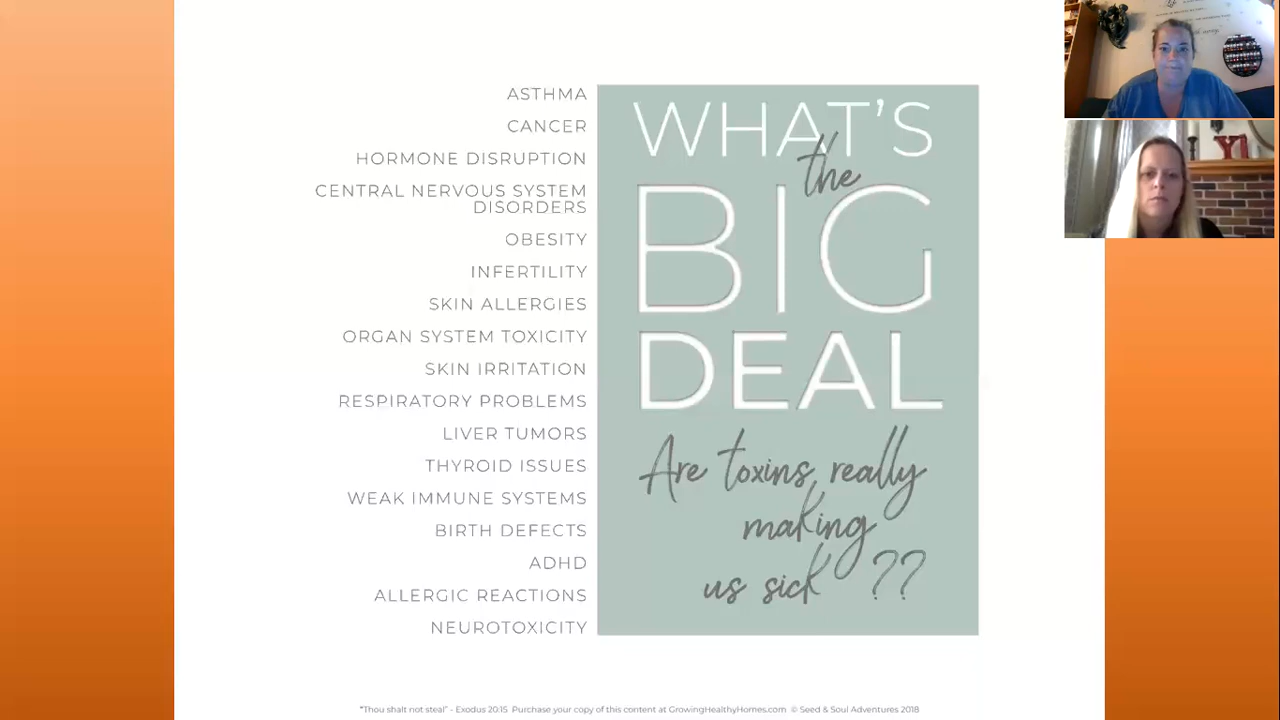 ASTHMA
CANCER
HORMONE DISRUPTION
CENTRAL NERVOUS SYSTEM
DISORDERS
OBESITY
INFERTILITY
SKIN ALLERGIES
ORGAN SYSTEM TOXICITY
SKIN IRRITATION
RESPIRATORY PROBLEMS
LIVER TUMORS
THYROID ISSUES
WEAK IMMUNE SYSTEMS
BIRTH DEFECTS
ADHD
ALLERGIC REACTIONS
NEUROTOXICITY
WHAT'S
the
BIG
DEAL
Are toxins really
making
us sick ??
"Thou shalt not steal" - Exodus 20:15 Purchase your copy of this content at GrowingHealthyHomes.com © Seed & Soul Adventures 2018
YL